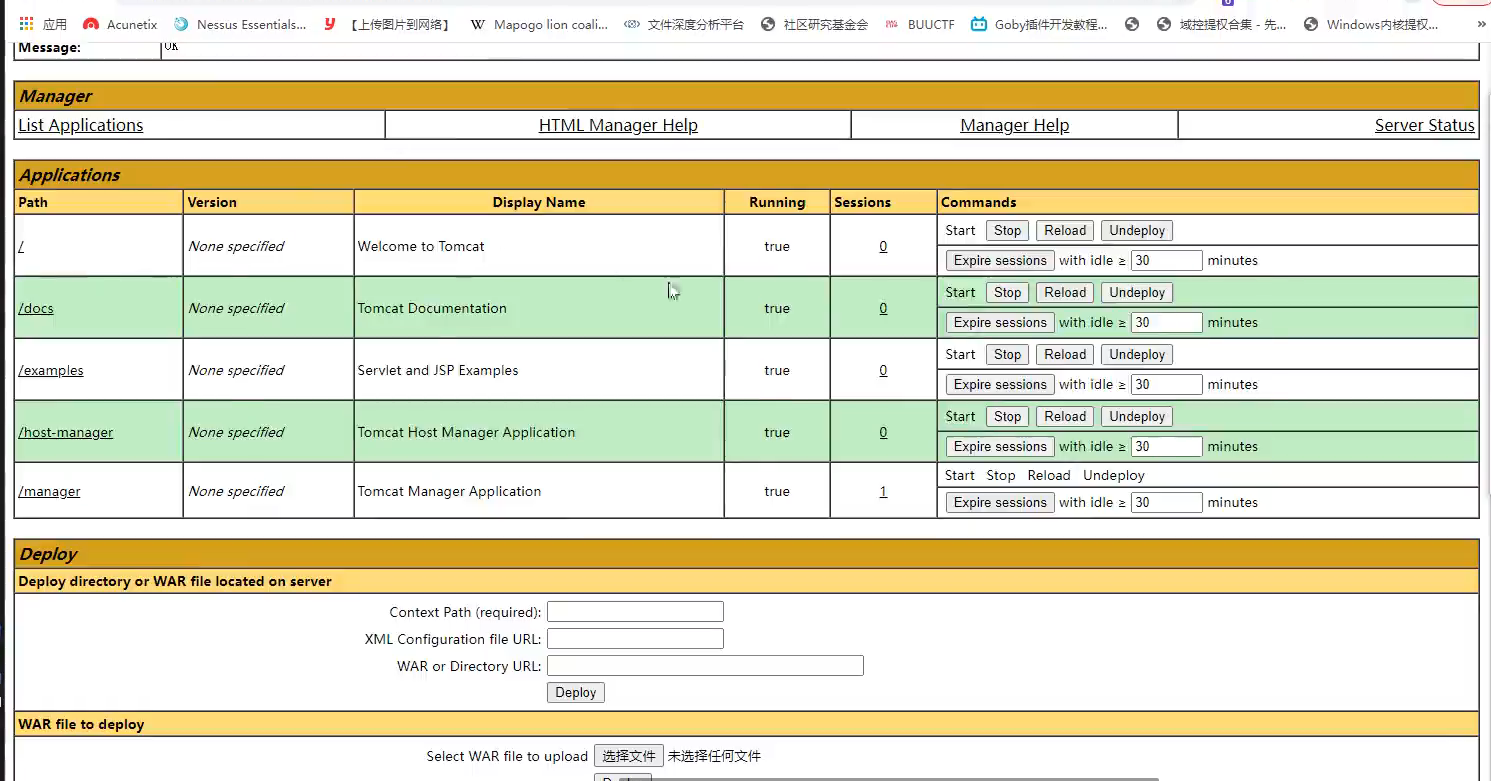 应用 Acunetix Nessus Essentials... 【上传图片到网络】 Mapogo lion coali... 文件深度分析平台 社区研究基金会 BUUCTF Goby插件开发教程... 域控提权合集 - 先... Windows内核提权... »
Message: OK
Manager
List Applications HTML Manager Help Manager Help Server Status
Applications
Path Version Display Name Running Sessions Commands
/ None specified Welcome to Tomcat true 0 Start Stop Reload Undeploy
Expire sessions with idle ≥ 30 minutes
/docs None specified Tomcat Documentation true 0 Start Stop Reload Undeploy
Expire sessions with idle ≥ 30 minutes
/examples None specified Servlet and JSP Examples true 0 Start Stop Reload Undeploy
Expire sessions with idle ≥ 30 minutes
/host-manager None specified Tomcat Host Manager Application true 0 Start Stop Reload Undeploy
Expire sessions with idle ≥ 30 minutes
/manager None specified Tomcat Manager Application true 1 Start Stop Reload Undeploy
Expire sessions with idle ≥ 30 minutes
Deploy
Deploy directory or WAR file located on server
Context Path (required):
XML Configuration file URL:
WAR or Directory URL:
Deploy
WAR file to deploy
Select WAR file to upload 选择文件 未选择任何文件